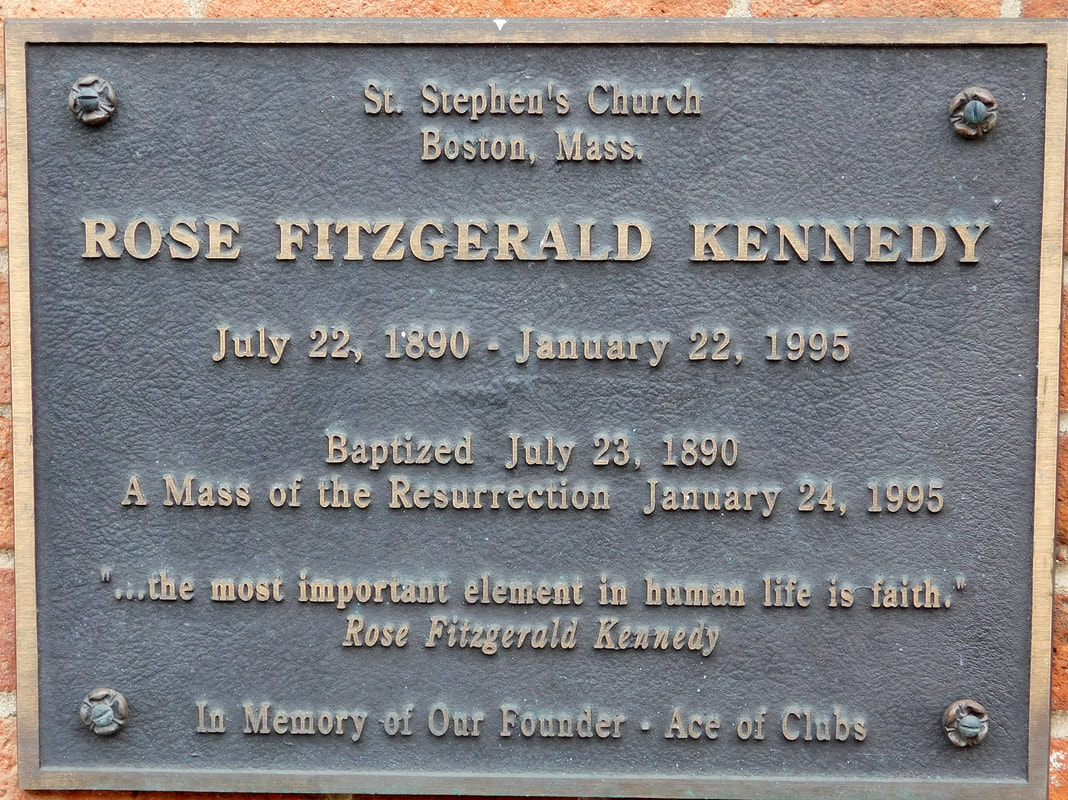 St. Stephen's Church
Boston, Mass.
ROSE FITZGERALD KENNEDY
July 22, 1890 - January 22, 1995
Baptized July 23, 1890
A Mass of the Resurrection January 24, 1995
"...the most important element in human life is faith."
Rose Fitzgerald Kennedy
In Memory of Our Founder - Ace of Clubs